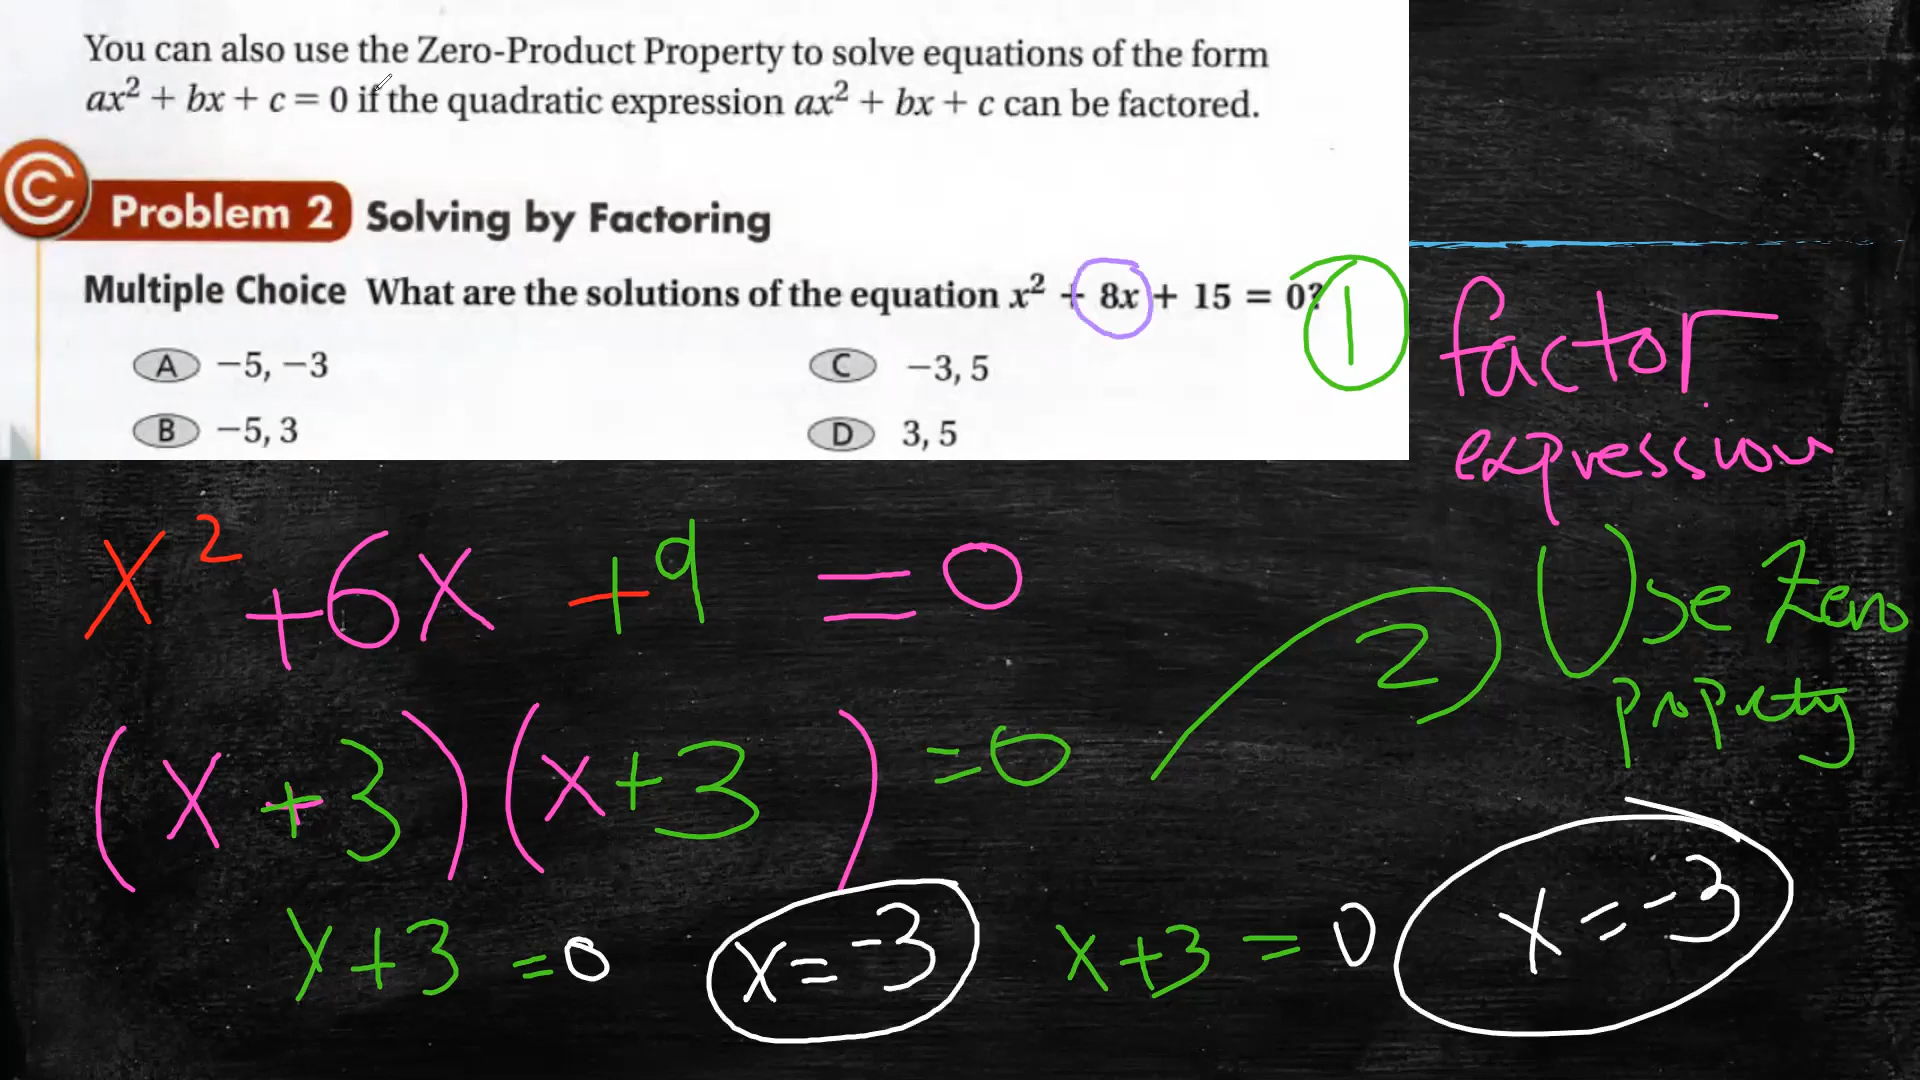 You can also use the Zero-Product Property to solve equations of the form
ax² + bx + c = 0 if the quadratic expression ax² + bx + c can be factored.
C
Problem 2 Solving by Factoring
Multiple Choice What are the solutions of the equation x² + 8x + 15 = 0?
A −5, −3
C −3, 5
B −5, 3
D 3, 5
1 factor
expression
x² + 6x + 9 = 0
2 Use Zero
property
(x + 3)(x + 3) = 0
x + 3 = 0 x = −3 x + 3 = 0 x = −3